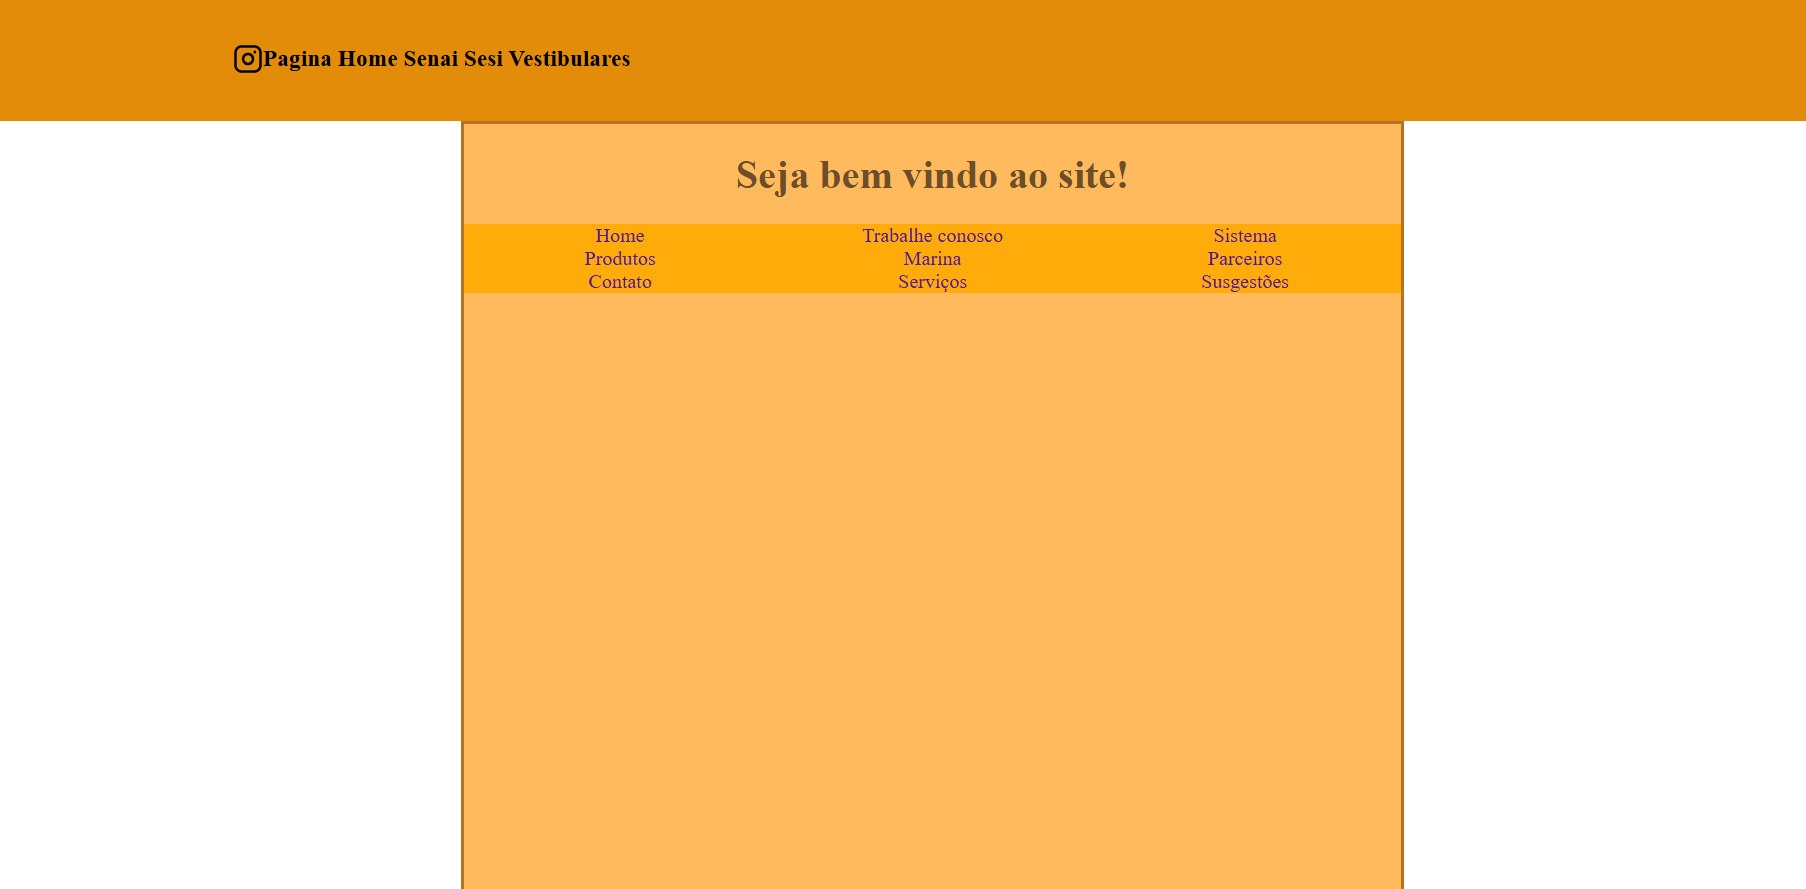 Pagina Home Senai Sesi Vestibulares
Seja bem vindo ao site!
Home Trabalhe conosco Sistema
Produtos Marina Parceiros
Contato Serviços Susgestões